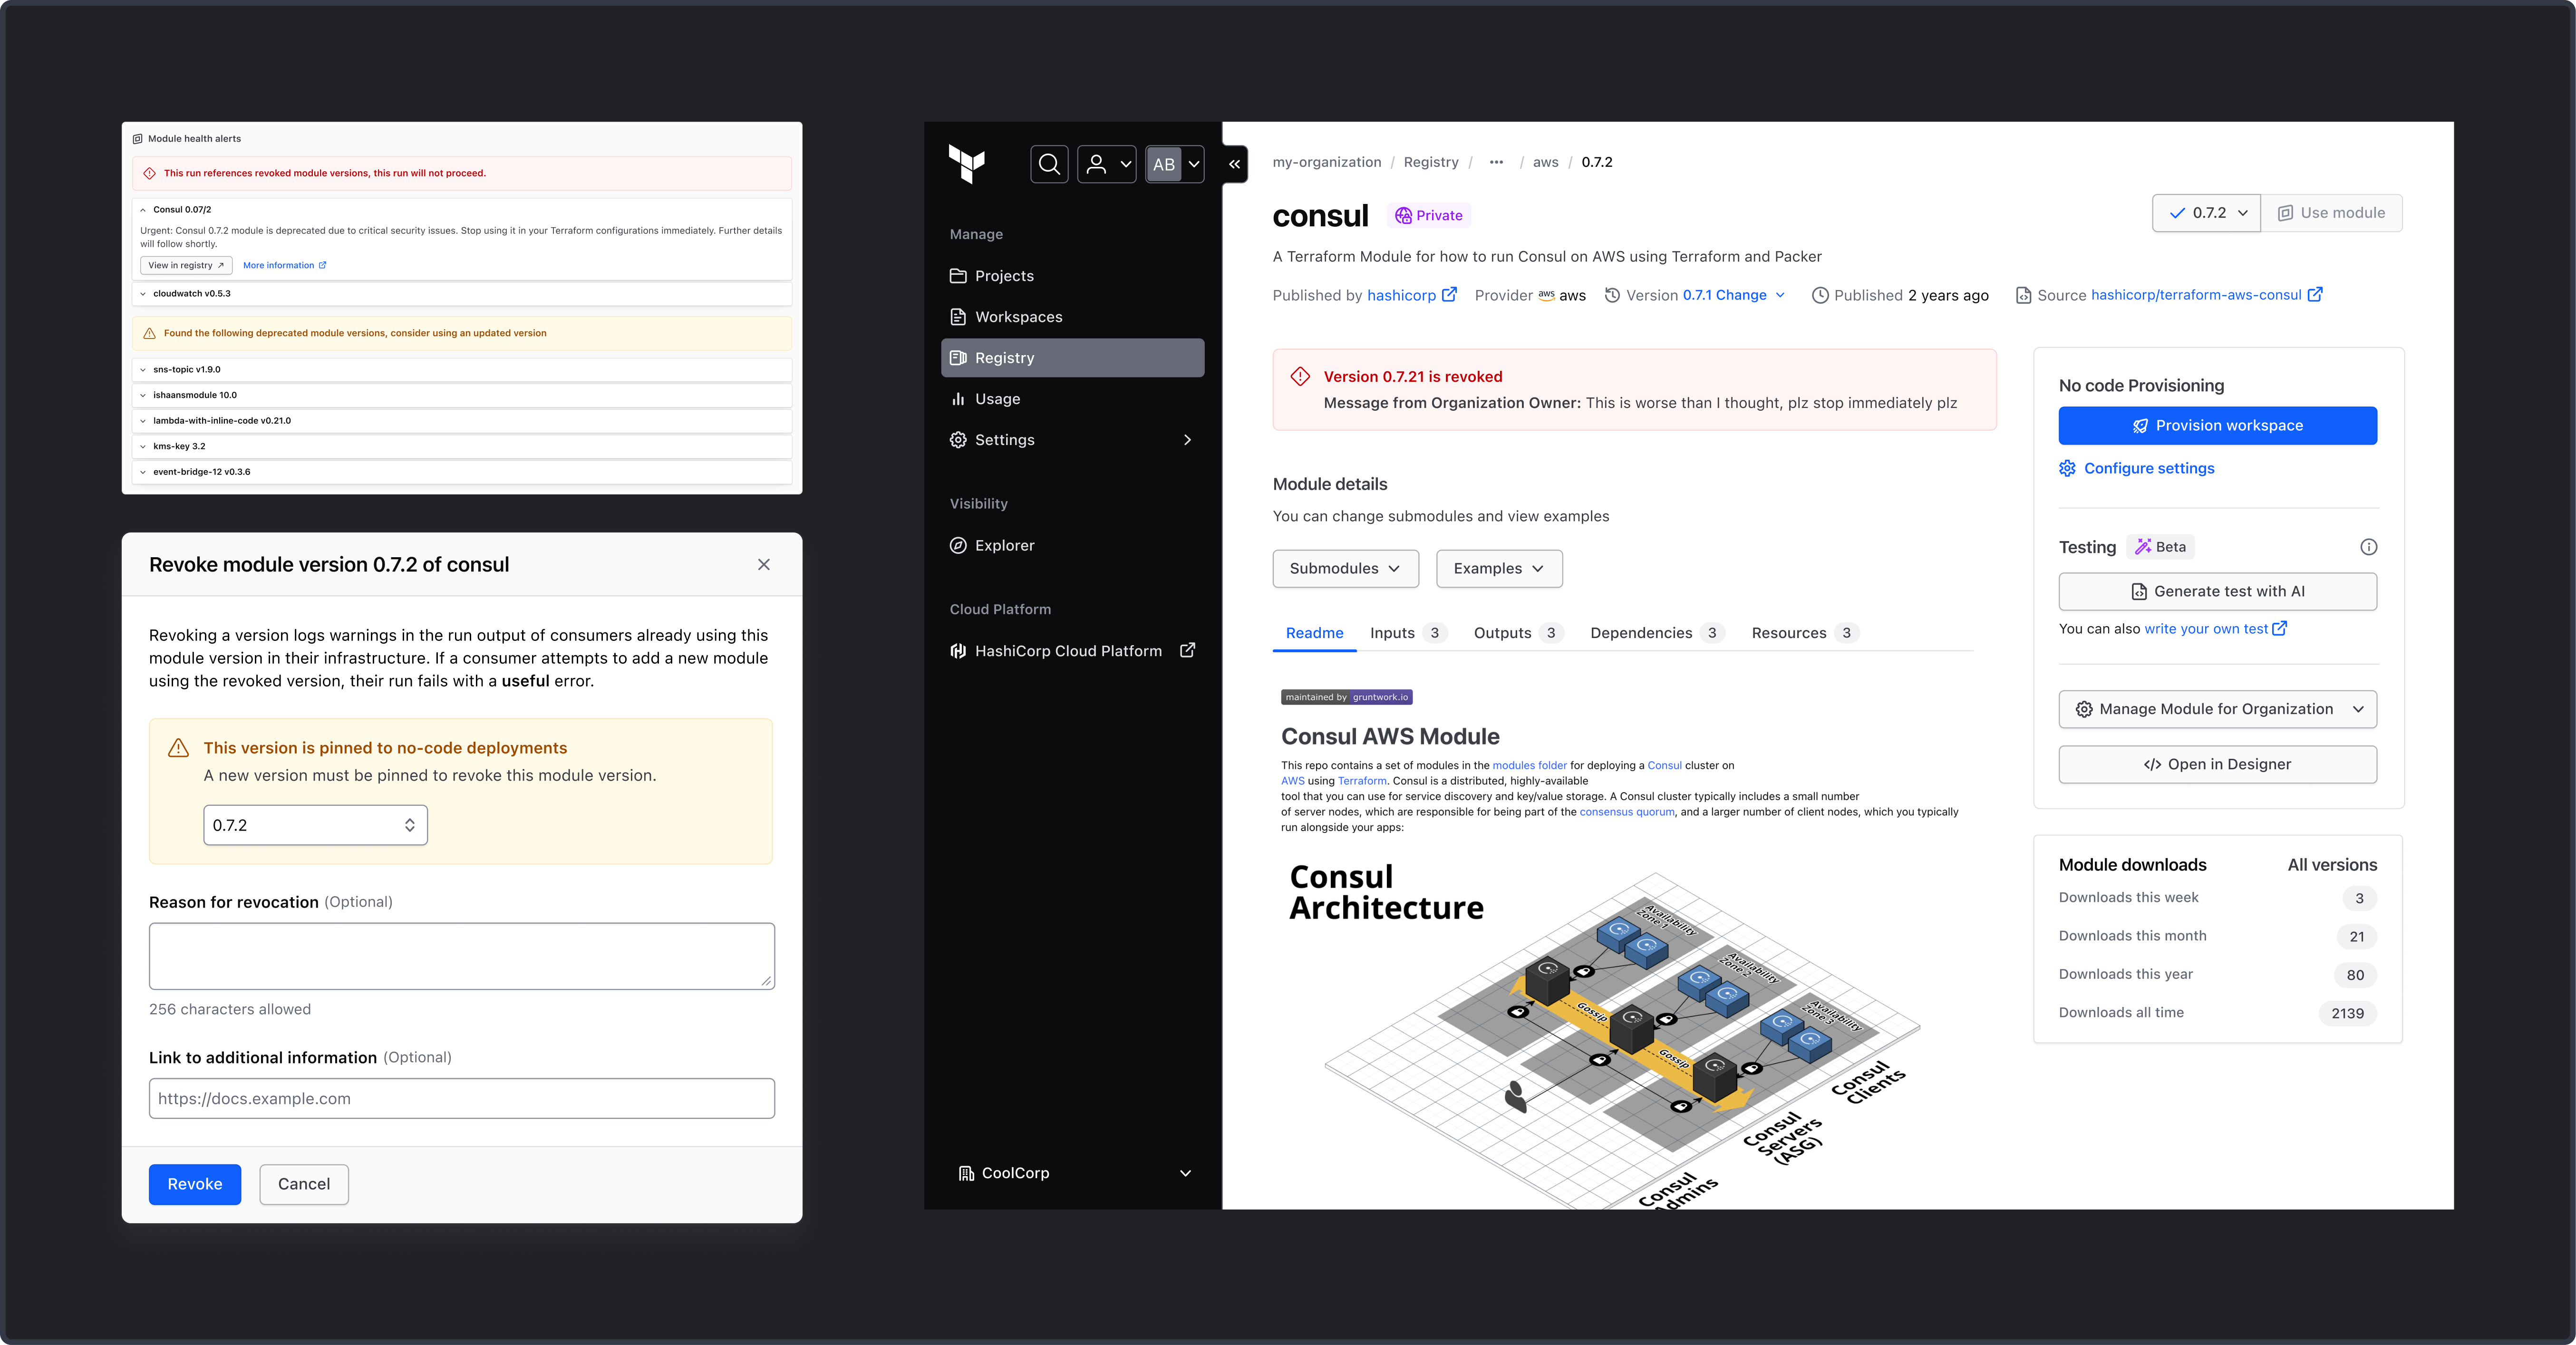 Module health alerts
This run references revoked module versions, this run will not proceed.
Consul 0.07/2
Urgent: Consul 0.7.2 module is deprecated due to critical security issues. Stop using it in your Terraform configurations immediately. Further details
will follow shortly.
View in registry
More information
cloudwatch v0.5.3
Found the following deprecated module versions, consider using an updated version
sns-topic v1.9.0
ishaansmodule 10.0
lambda-with-inline-code v0.21.0
kms-key 3.2
event-bridge-12 v0.3.6
Revoke module version 0.7.2 of consul
Revoking a version logs warnings in the run output of consumers already using this
module version in their infrastructure. If a consumer attempts to add a new module
using the revoked version, their run fails with a useful error.
This version is pinned to no-code deployments
A new version must be pinned to revoke this module version.
0.7.2
Reason for revocation (Optional)
256 characters allowed
Link to additional information (Optional)
https://docs.example.com
Revoke
Cancel
AB
Manage
Projects
Workspaces
Registry
Usage
Settings
Visibility
Explorer
Cloud Platform
HashiCorp Cloud Platform
CoolCorp
my-organization / Registry / ••• / aws / 0.7.2
consul
Private
0.7.2
Use module
A Terraform Module for how to run Consul on AWS using Terraform and Packer
Published by hashicorp Provider aws aws Version 0.7.1 Change Published 2 years ago Source hashicorp/terraform-aws-consul
Version 0.7.21 is revoked
Message from Organization Owner: This is worse than I thought, plz stop immediately plz
Module details
You can change submodules and view examples
Submodules
Examples
Readme Inputs 3 Outputs 3 Dependencies 3 Resources 3
maintained by gruntwork.io
Consul AWS Module
This repo contains a set of modules in the modules folder for deploying a Consul cluster on
AWS using Terraform. Consul is a distributed, highly-available
tool that you can use for service discovery and key/value storage. A Consul cluster typically includes a small number
of server nodes, which are responsible for being part of the consensus quorum, and a larger number of client nodes, which you typically
run alongside your apps:
Consul
Architecture
Availability
Zone 1
Availability
Zone 2
Availability
Zone 3
Gossip
Gossip
Consul
Clients
Consul
Servers
(ASG)
Consul
Admins
No code Provisioning
Provision workspace
Configure settings
Testing
Beta
Generate test with AI
You can also write your own test
Manage Module for Organization
</> Open in Designer
Module downloads
All versions
Downloads this week 3
Downloads this month 21
Downloads this year 80
Downloads all time 2139